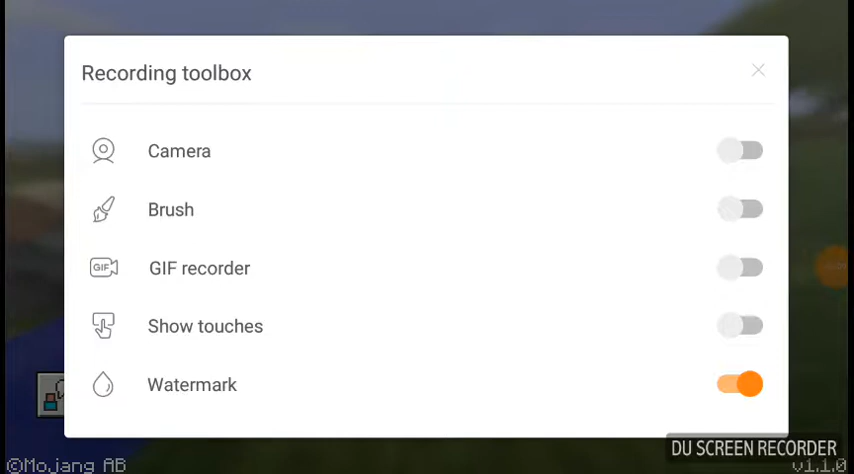 Recording toolbox
Camera
Brush
GIF
GIF recorder
Show touches
Watermark
DU SCREEN RECORDER
©Mojang AB
v1.1.0